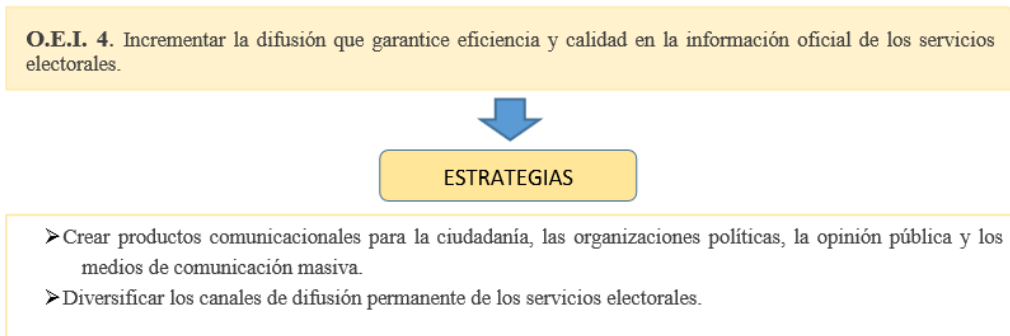 O.E.I. 4. Incrementar la difusión que garantice eficiencia y calidad en la información oficial de los servicios
electorales.
ESTRATEGIAS
➢Crear productos comunicacionales para la ciudadanía, las organizaciones políticas, la opinión pública y los
medios de comunicación masiva.
➢Diversificar los canales de difusión permanente de los servicios electorales.